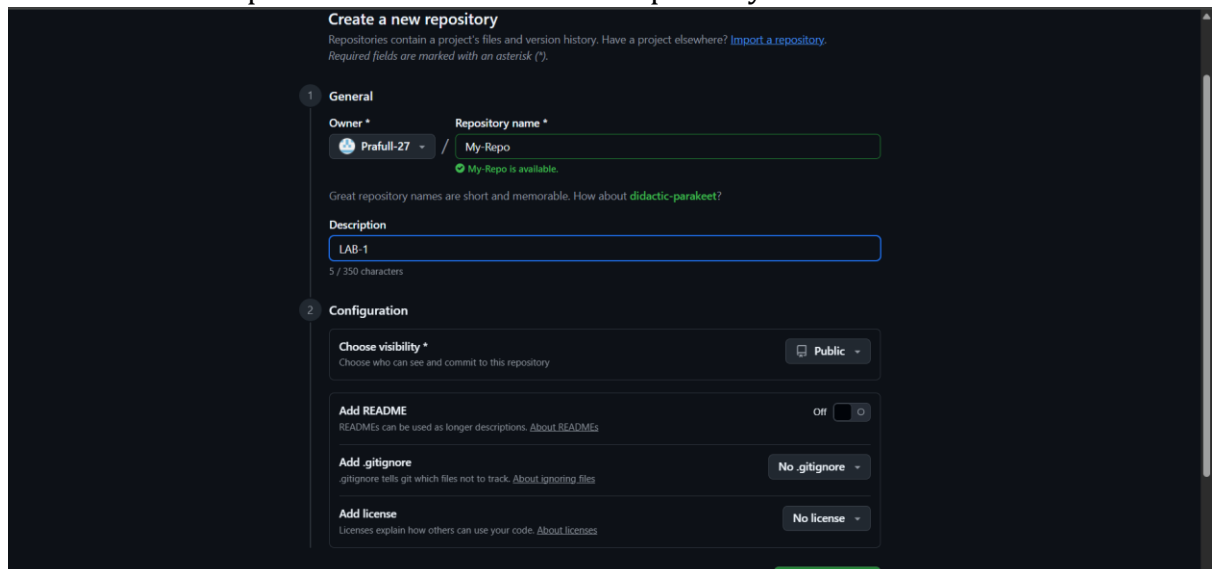 Create a new repository
Repositories contain a project's files and version history. Have a project elsewhere? Import a repository.
Required fields are marked with an asterisk (*).
1 General
Owner * Repository name *
Prafull-27 / My-Repo
My-Repo is available.
Great repository names are short and memorable. How about didactic-parakeet?
Description
LAB-1
5 / 350 characters
2 Configuration
Choose visibility * Public
Choose who can see and commit to this repository
Add README Off
READMEs can be used as longer descriptions. About READMEs
Add .gitignore No .gitignore
.gitignore tells git which files not to track. About ignoring files
Add license No license
Licenses explain how others can use your code. About licenses